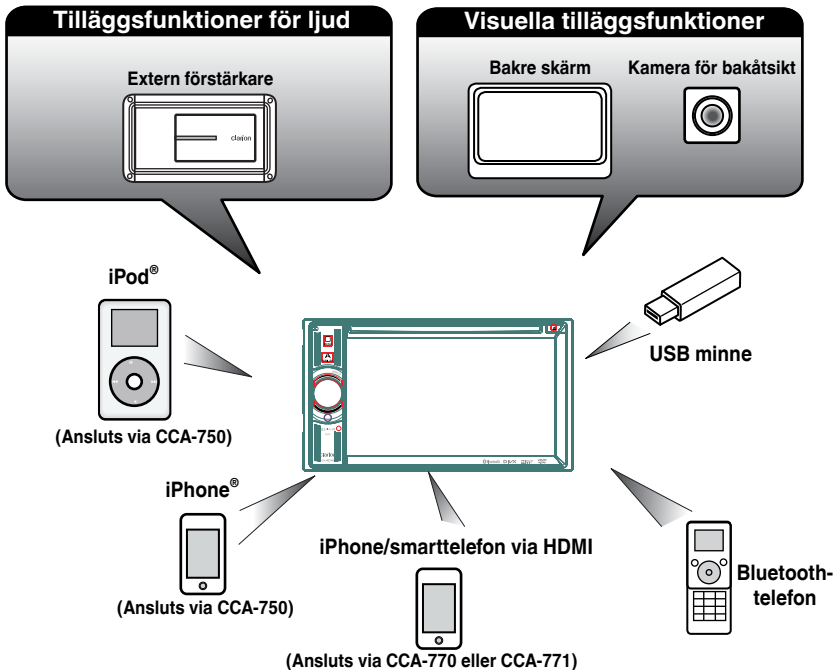 Tilläggsfunktioner för ljud
Extern förstärkare
clarion
Visuella tilläggsfunktioner
Bakre skärm
Kamera för bakåtsikt
iPod®
(Ansluts via CCA-750)
USB minne
iPhone®
(Ansluts via CCA-750)
iPhone/smarttelefon via HDMI
(Ansluts via CCA-770 eller CCA-771)
Bluetooth-
telefon